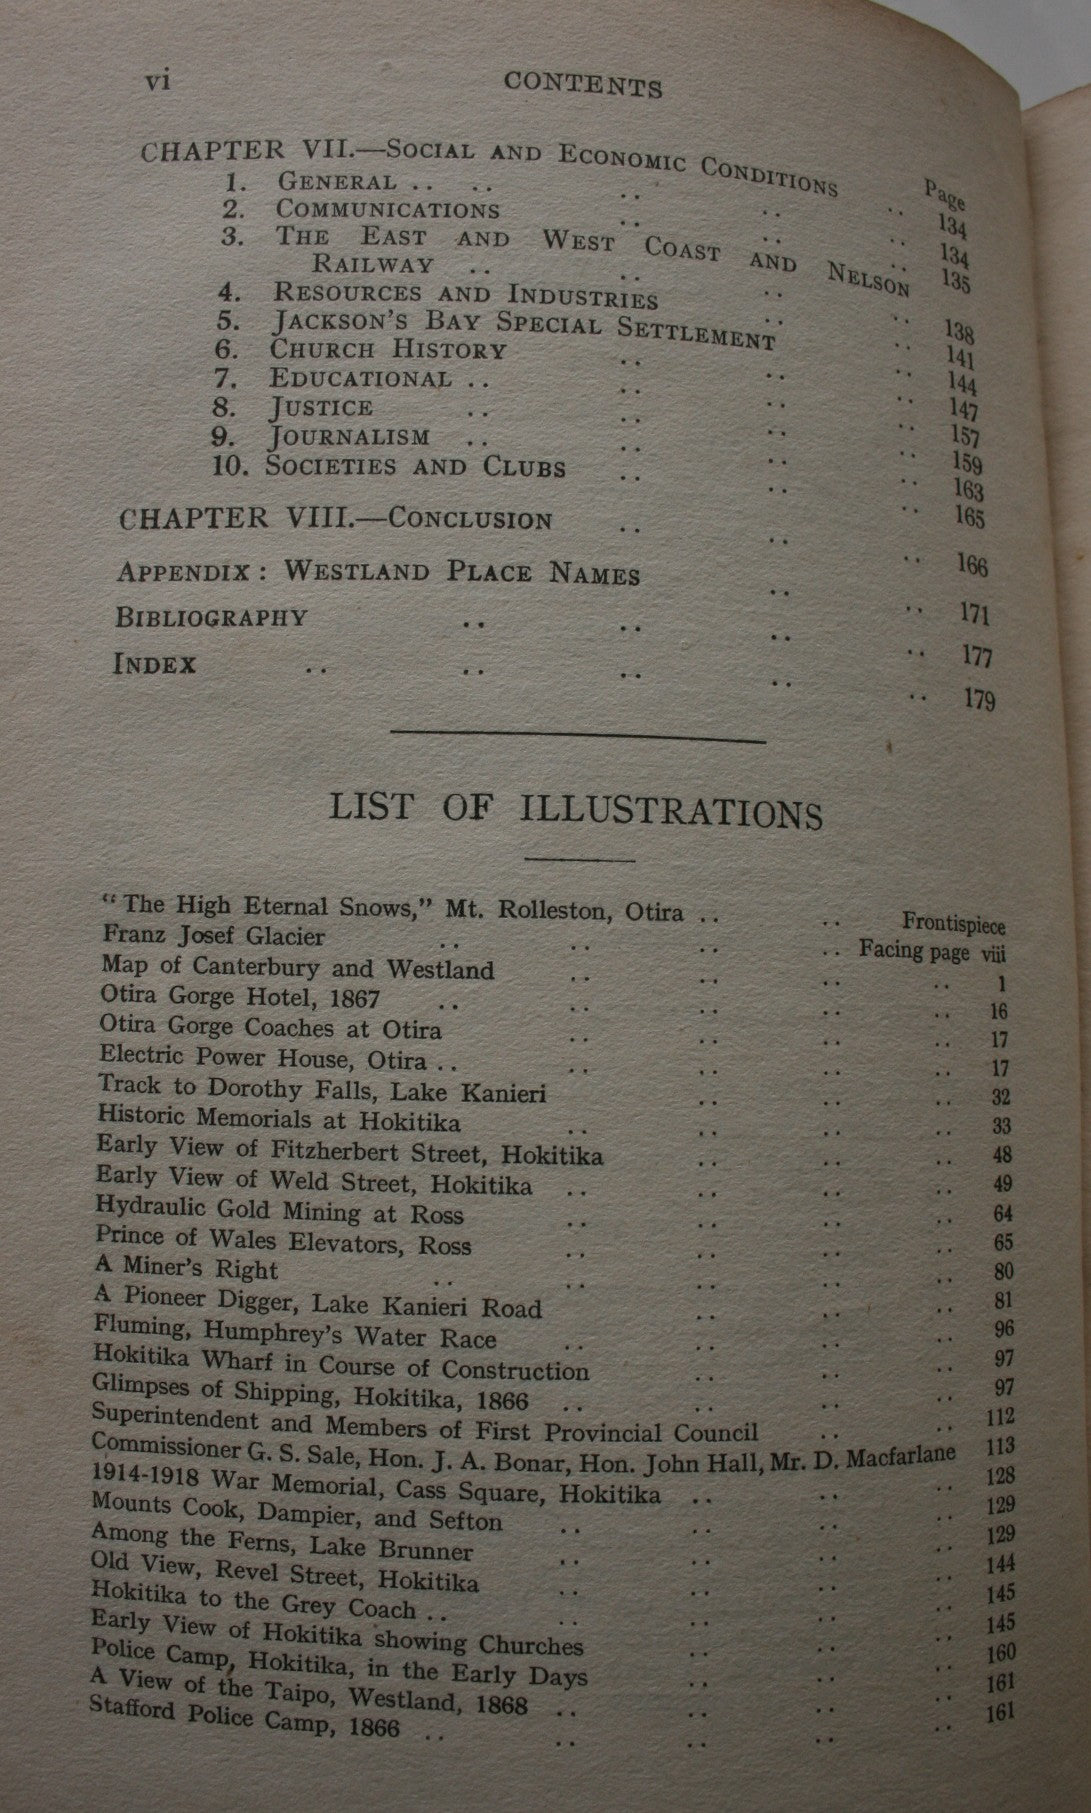 vi CONTENTS
Page
CHAPTER VII.—SOCIAL AND ECONOMIC CONDITIONS .. 134
1. GENERAL .. .. .. .. .. 134
2. COMMUNICATIONS .. .. .. 135
3. THE EAST AND WEST COAST AND NELSON
RAILWAY .. .. .. .. 138
4. RESOURCES AND INDUSTRIES .. .. 141
5. JACKSON'S BAY SPECIAL SETTLEMENT .. 144
6. CHURCH HISTORY .. .. .. 147
7. EDUCATIONAL .. .. .. .. 157
8. JUSTICE .. .. .. .. 159
9. JOURNALISM .. .. .. .. 163
10. SOCIETIES AND CLUBS .. .. .. 165
CHAPTER VIII.—CONCLUSION .. .. .. 166
APPENDIX : WESTLAND PLACE NAMES .. .. 171
BIBLIOGRAPHY .. .. .. .. 177
INDEX .. .. .. .. .. 179
LIST OF ILLUSTRATIONS
"The High Eternal Snows," Mt. Rolleston, Otira .. .. Frontispiece
Franz Josef Glacier .. .. .. .. Facing page viii
Map of Canterbury and Westland .. .. .. .. 1
Otira Gorge Hotel, 1867 .. .. .. .. .. 16
Otira Gorge Coaches at Otira .. .. .. .. 17
Electric Power House, Otira .. .. .. .. .. 17
Track to Dorothy Falls, Lake Kanieri .. .. .. 32
Historic Memorials at Hokitika .. .. .. .. 33
Early View of Fitzherbert Street, Hokitika .. .. .. 48
Early View of Weld Street, Hokitika .. .. .. .. 49
Hydraulic Gold Mining at Ross .. .. .. .. 64
Prince of Wales Elevators, Ross .. .. .. .. 65
A Miner's Right .. .. .. .. .. 80
A Pioneer Digger, Lake Kanieri Road .. .. .. 81
Fluming, Humphrey's Water Race .. .. .. .. 96
Hokitika Wharf in Course of Construction .. .. .. 97
Glimpses of Shipping, Hokitika, 1866 .. .. .. .. 97
Superintendent and Members of First Provincial Council .. .. 112
Commissioner G. S. Sale, Hon. J. A. Bonar, Hon. John Hall, Mr. D. Macfarlane 113
1914-1918 War Memorial, Cass Square, Hokitika .. .. .. 128
Mounts Cook, Dampier, and Sefton .. .. .. .. 129
Among the Ferns, Lake Brunner .. .. .. .. 129
Old View, Revel Street, Hokitika .. .. .. .. 144
Hokitika to the Grey Coach .. .. .. .. .. 145
Early View of Hokitika showing Churches .. .. .. 145
Police Camp, Hokitika, in the Early Days .. .. .. 160
A View of the Taipo, Westland, 1868 .. .. .. .. 161
Stafford Police Camp, 1866 .. .. .. .. .. 161